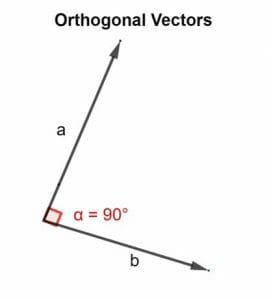 Orthogonal Vectors
a
α = 90°
b